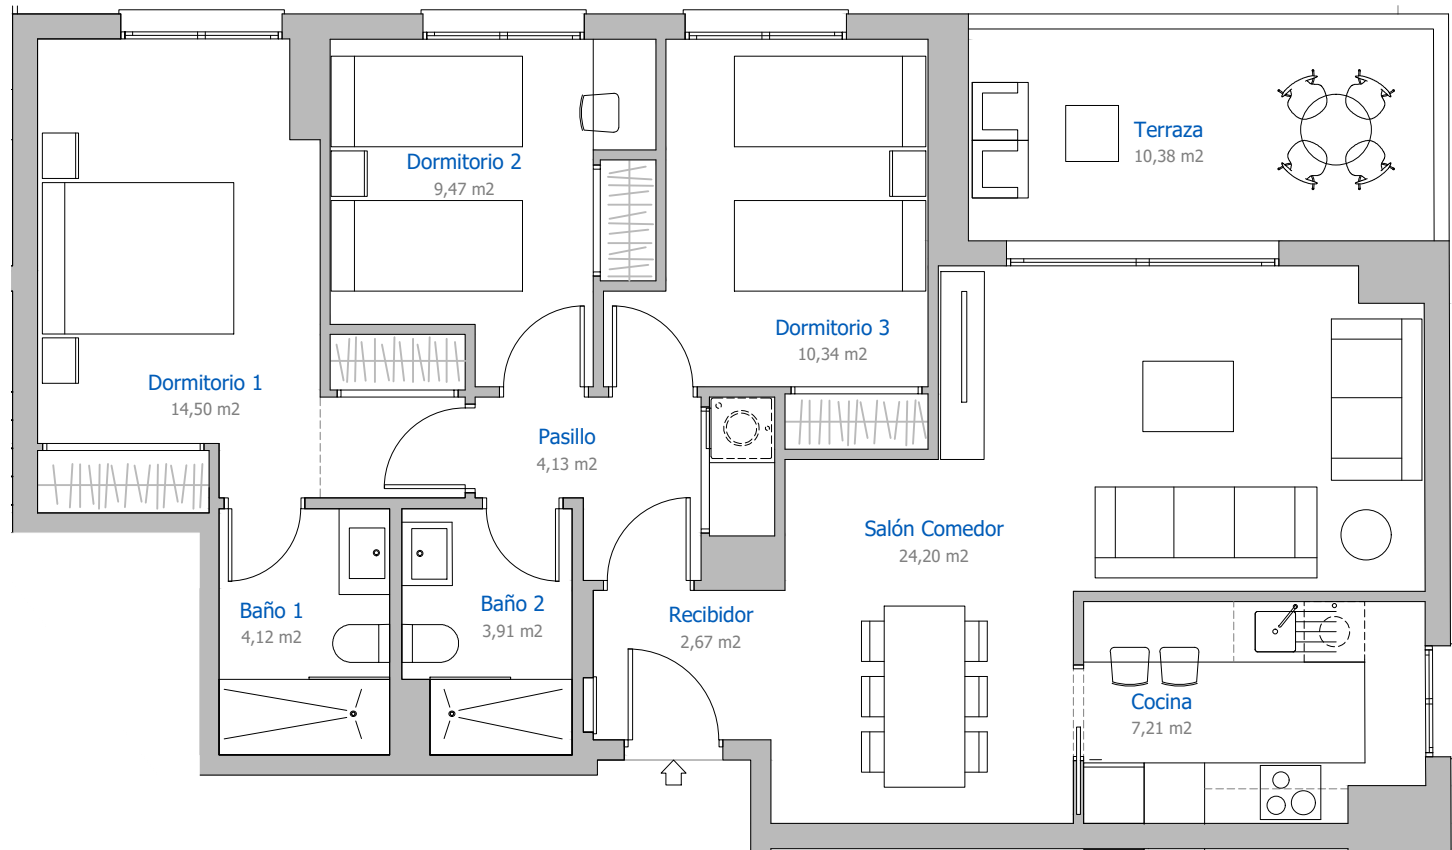 Terraza
10,38 m2
Dormitorio 2
9,47 m2
Dormitorio 3
10,34 m2
Dormitorio 1
14,50 m2
Pasillo
4,13 m2
Salón Comedor
24,20 m2
Baño 1
4,12 m2
Baño 2
3,91 m2
Recibidor
2,67 m2
Cocina
7,21 m2